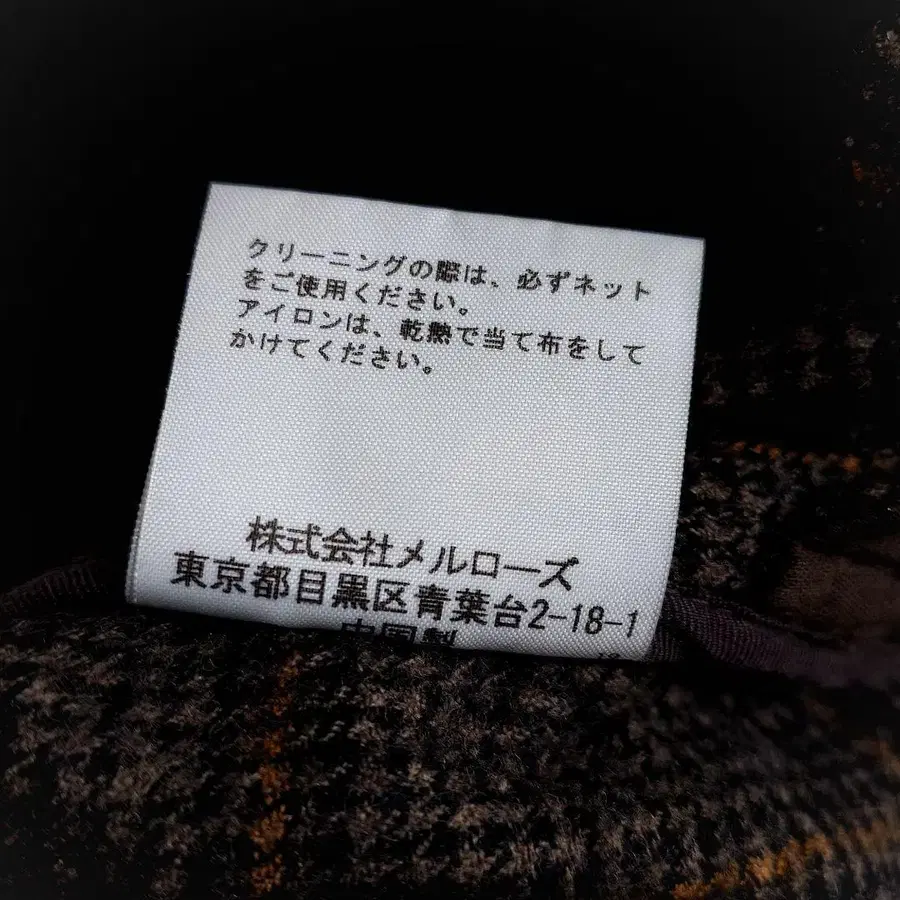 クリーニングの際は、必ずネット
をご使用ください。
アイロンは、乾熱で当て布をして
かけてください。
株式会社メルローズ
東京都目黒区青葉台2-18-1
中国製